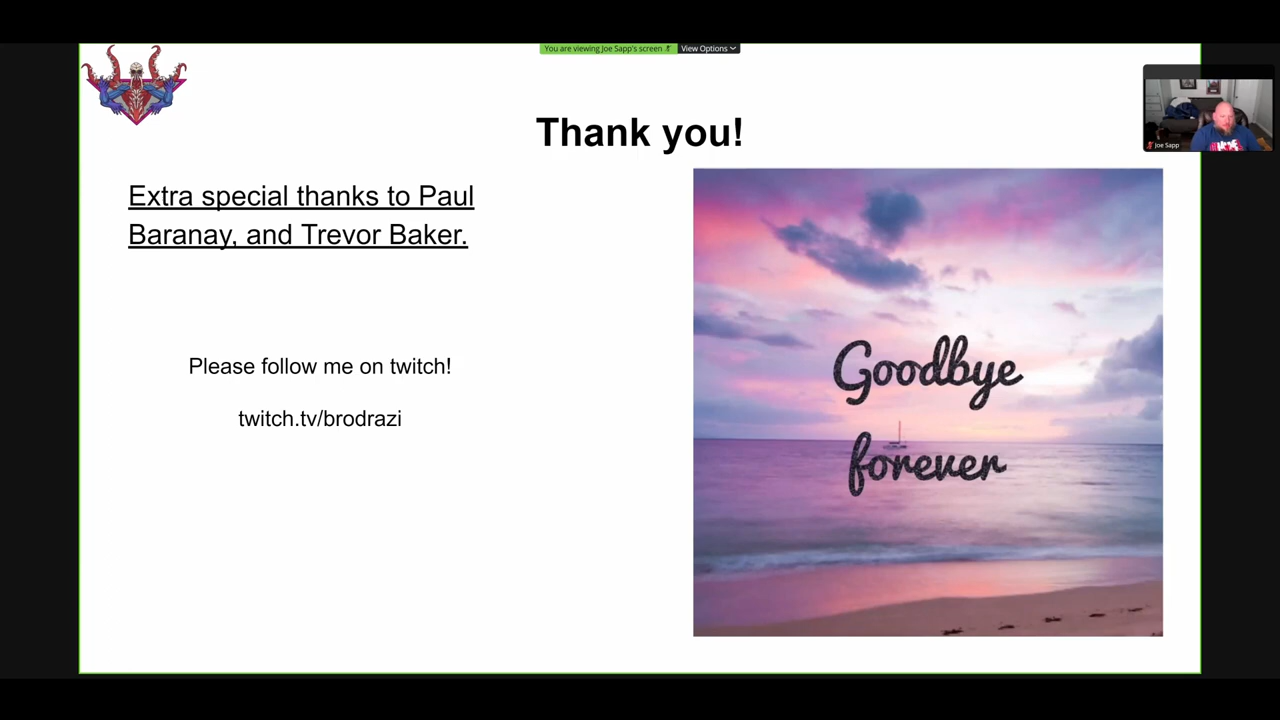 You are viewing Joe Sapp's screen
View Options
Thank you!
Joe Sapp
Extra special thanks to Paul
Baranay, and Trevor Baker.
Please follow me on twitch!
twitch.tv/brodrazi
Goodbye
forever